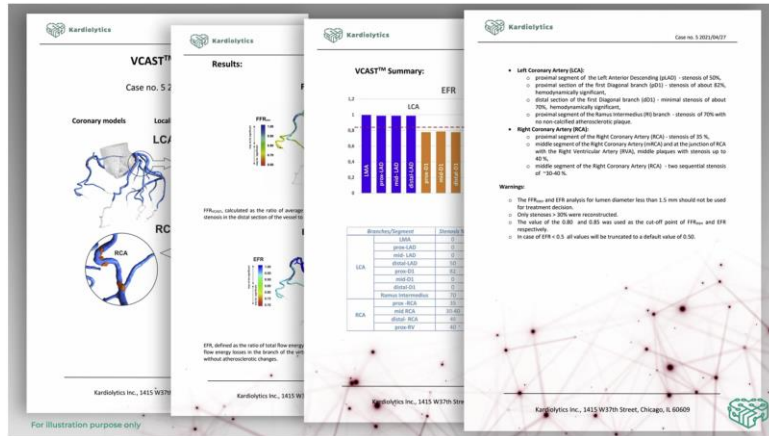 Kardiolytics
VCAST™
Case no. 5 2
Coronary models
Local
LCA
RC
RCA
Kardiolytics Inc., 1415 W37th
Kardiolytics
Results:
F
FFR
FFR
calculated as the ratio of average
stenosis in the distal section of the vessel to
EFR
L
EFR, defined as the ratio of total flow energy
flow energy losses in the branch of the
without atherosclerotic changes.
Kardiolytics Inc., 1415 W37th
Kardiolytics
VCAST™ Summary:
EFR
LCA
1,2
1
0,8
0,6
0,4
0,2
0
LMA
prox-LAD
mid- LAD
distal-LAD
prox-D1
mid-D1
distal-D1
Branches/Segment Stenosis %
LCA
LMA 0
prox-LAD 0
mid- LAD 0
distal-LAD 50
prox-D1 82
mid-D1 0
distal-D1 0
Ramus Intermedius 70
RCA
prox -RCA 35
mid RCA 30-40
distal- RCA
prox-RV 40
Kardiolytics Inc., 1415 W37th Stre
Kardiolytics
Case no. 5 2021/04/27
• Left Coronary Artery (LCA):
o proximal segment of the Left Anterior Descending (pLAD) - stenosis of 50%,
o proximal section of the first Diagonal branch (pD1) - stenosis of about 82%,
hemodynamically significant,
o distal section of the first Diagonal branch (dD1) - minimal stenosis of about
70%, hemodynamically significant,
o proximal segment of the Ramus Intermedius (RI) branch - stenosis of 70% with
no non-calcified atherosclerotic plaque.
• Right Coronary Artery (RCA):
o proximal segment of the Right Coronary Artery (RCA) - stenosis of 35 %,
o middle segment of the Right Coronary Artery (mRCA) and at the junction of RCA
with the Right Ventricular Artery (RVA), middle plaques with stenosis up to
40 %,
o middle segment of the Right Coronary Artery (RCA) - two sequential stenosis
of ~30-40 %.
Warnings:
o The FFR and EFR analysis for lumen diameter less than 1.5 mm should not be used
for treatment decision.
o Only stenoses > 30% were reconstructed.
o The value of the 0.80 and 0.85 was used as the cut-off point of FFR and EFR
respectively.
o In case of EFR < 0.5 all values will be truncated to a default value of 0.50.
Kardiolytics Inc., 1415 W37th Street, Chicago, IL 60609
For illustration purpose only